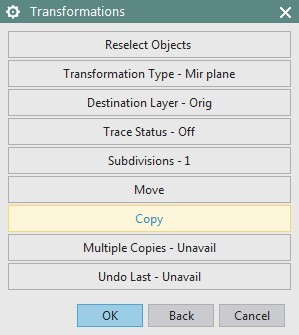 Transformations
Reselect Objects
Transformation Type - Mir plane
Destination Layer - Orig
Trace Status - Off
Subdivisions - 1
Move
Copy
Multiple Copies - Unavail
Undo Last - Unavail
OK Back Cancel